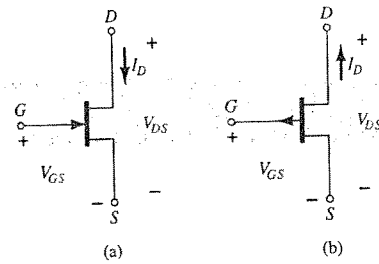 D D
+ +
I_D I_D
G G
V_DS V_DS
+ +
V_GS V_GS
− − − −
S S
(a) (b)